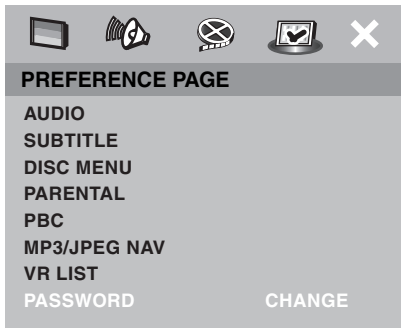 PREFERENCE PAGE
AUDIO
SUBTITLE
DISC MENU
PARENTAL
PBC
MP3/JPEG NAV
VR LIST
PASSWORD CHANGE